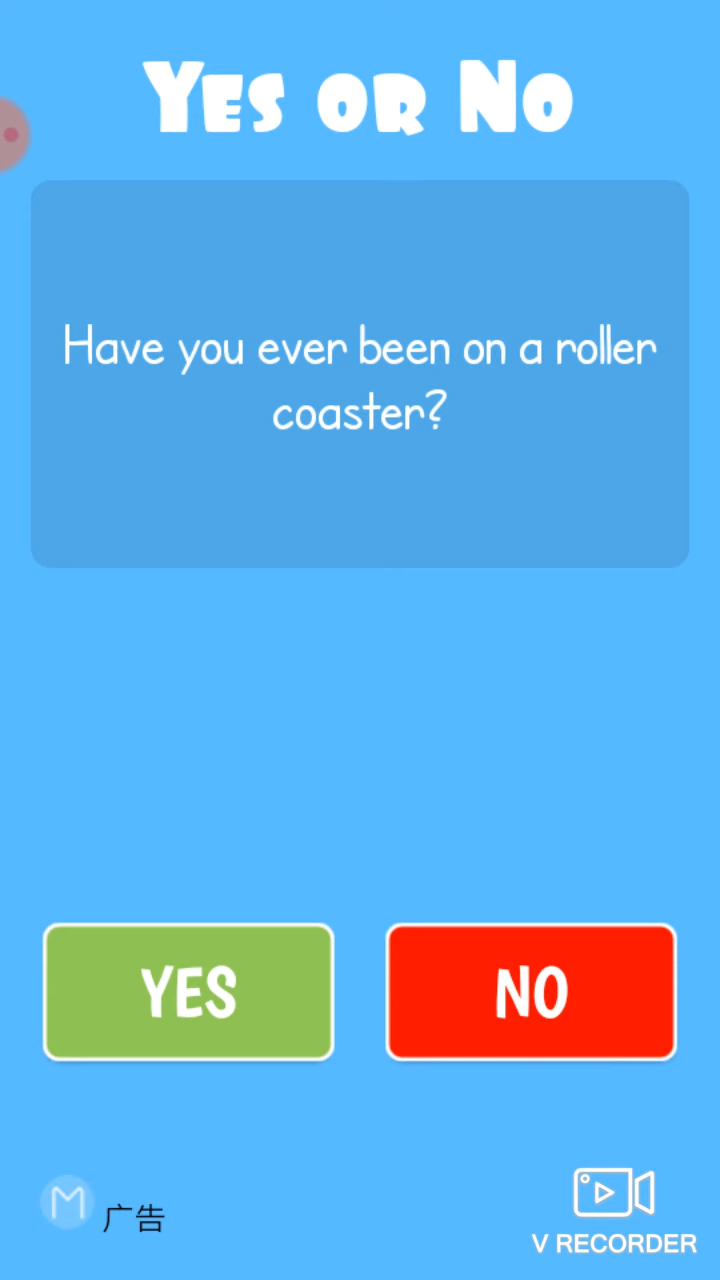 Yes or No
Have you ever been on a roller
coaster?
YES
NO
M 广告
V RECORDER